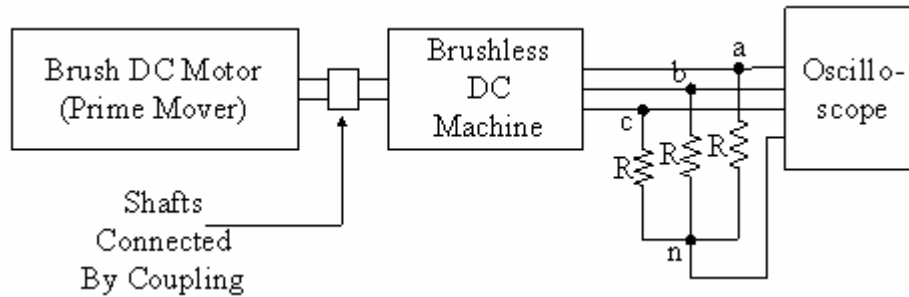 Brush DC Motor
(Prime Mover)
Brushless
DC
Machine
a
b
c
Oscillo-
scope
R
R
R
n
Shafts
Connected
By Coupling